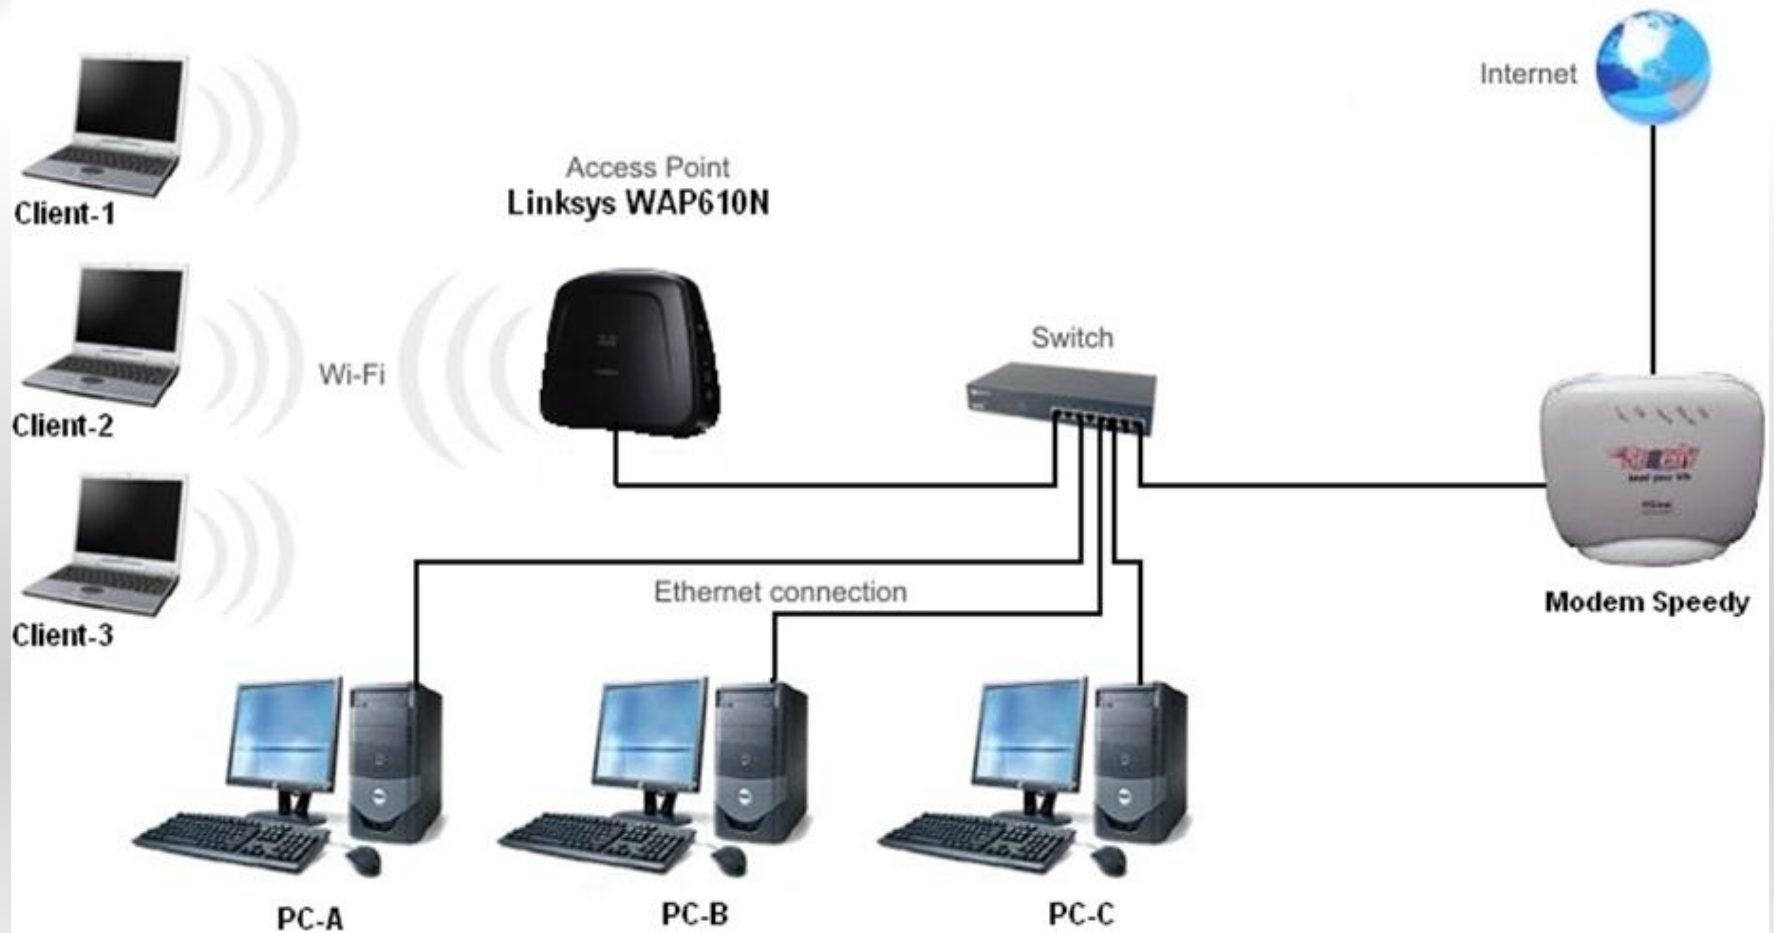 Internet
Access Point
Linksys WAP610N
Client-1
Switch
Wi-Fi
Client-2
Speedy
Ethernet connection
Modem Speedy
Client-3
PC-A
PC-B
PC-C